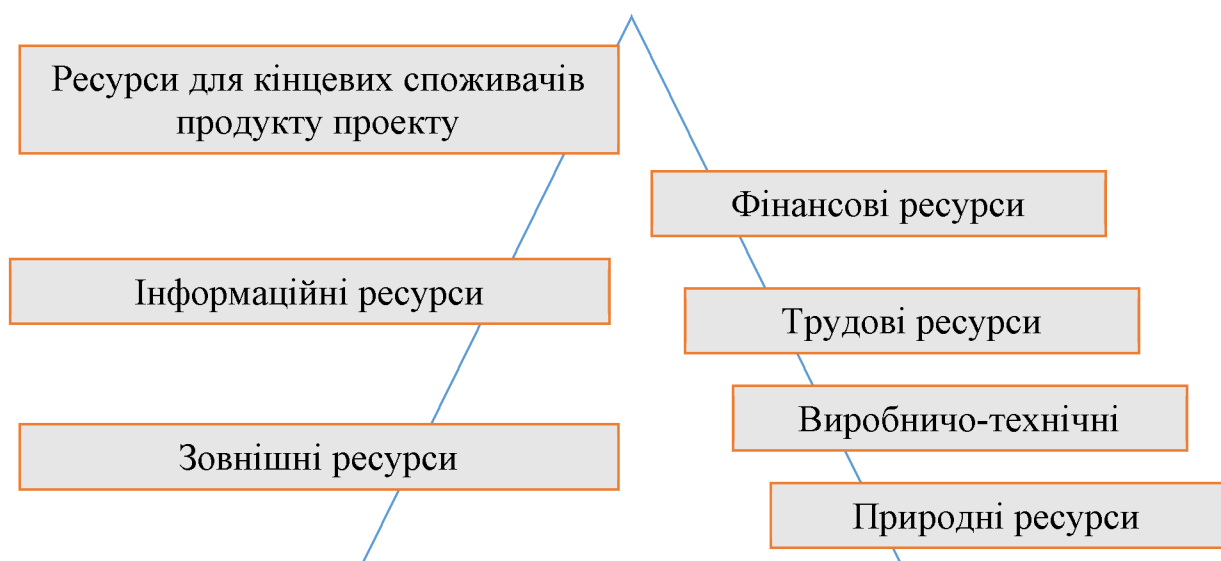 Ресурси для кінцевих споживачів
продукту проекту
Інформаційні ресурси
Зовнішні ресурси
Фінансові ресурси
Трудові ресурси
Виробничо-технічні
Природні ресурси